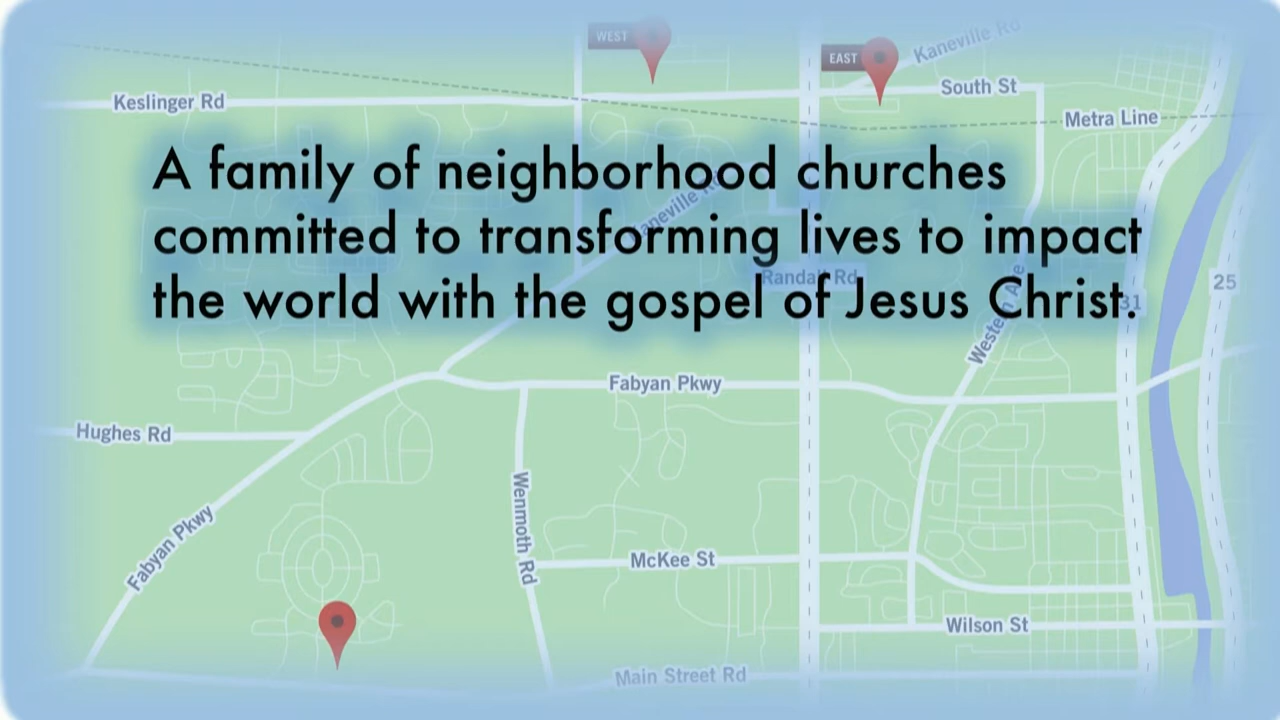 WEST
EAST
Kaneville Rd
Keslinger Rd
South St
Metra Line
A family of neighborhood churches
Kaneville Rd
committed to transforming lives to impact
Randall Rd
25
the world with the gospel of Jesus Christ.
31
Western Ave
Fabyan Pkwy
Hughes Rd
Wenmoth Rd
Fabyan Pkwy
McKee St
Wilson St
Main Street Rd